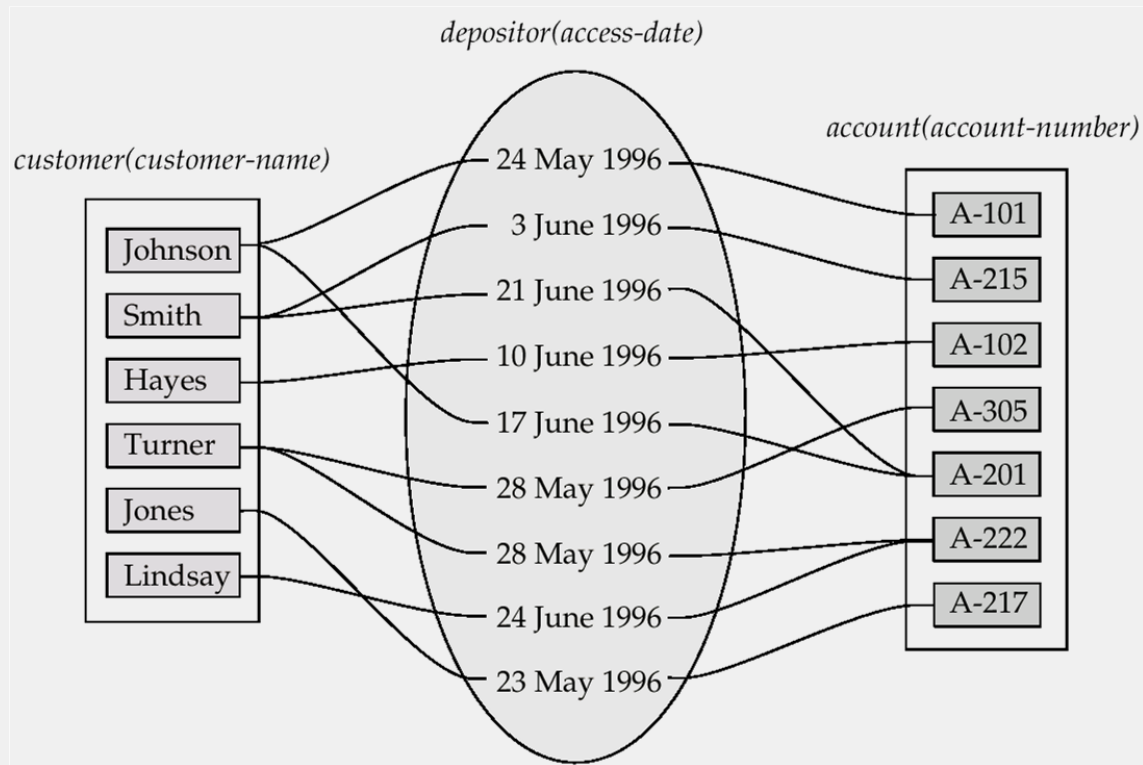 depositor(access-date)
customer(customer-name)
account(account-number)
Johnson
Smith
Hayes
Turner
Jones
Lindsay
24 May 1996
3 June 1996
21 June 1996
10 June 1996
17 June 1996
28 May 1996
28 May 1996
24 June 1996
23 May 1996
A-101
A-215
A-102
A-305
A-201
A-222
A-217